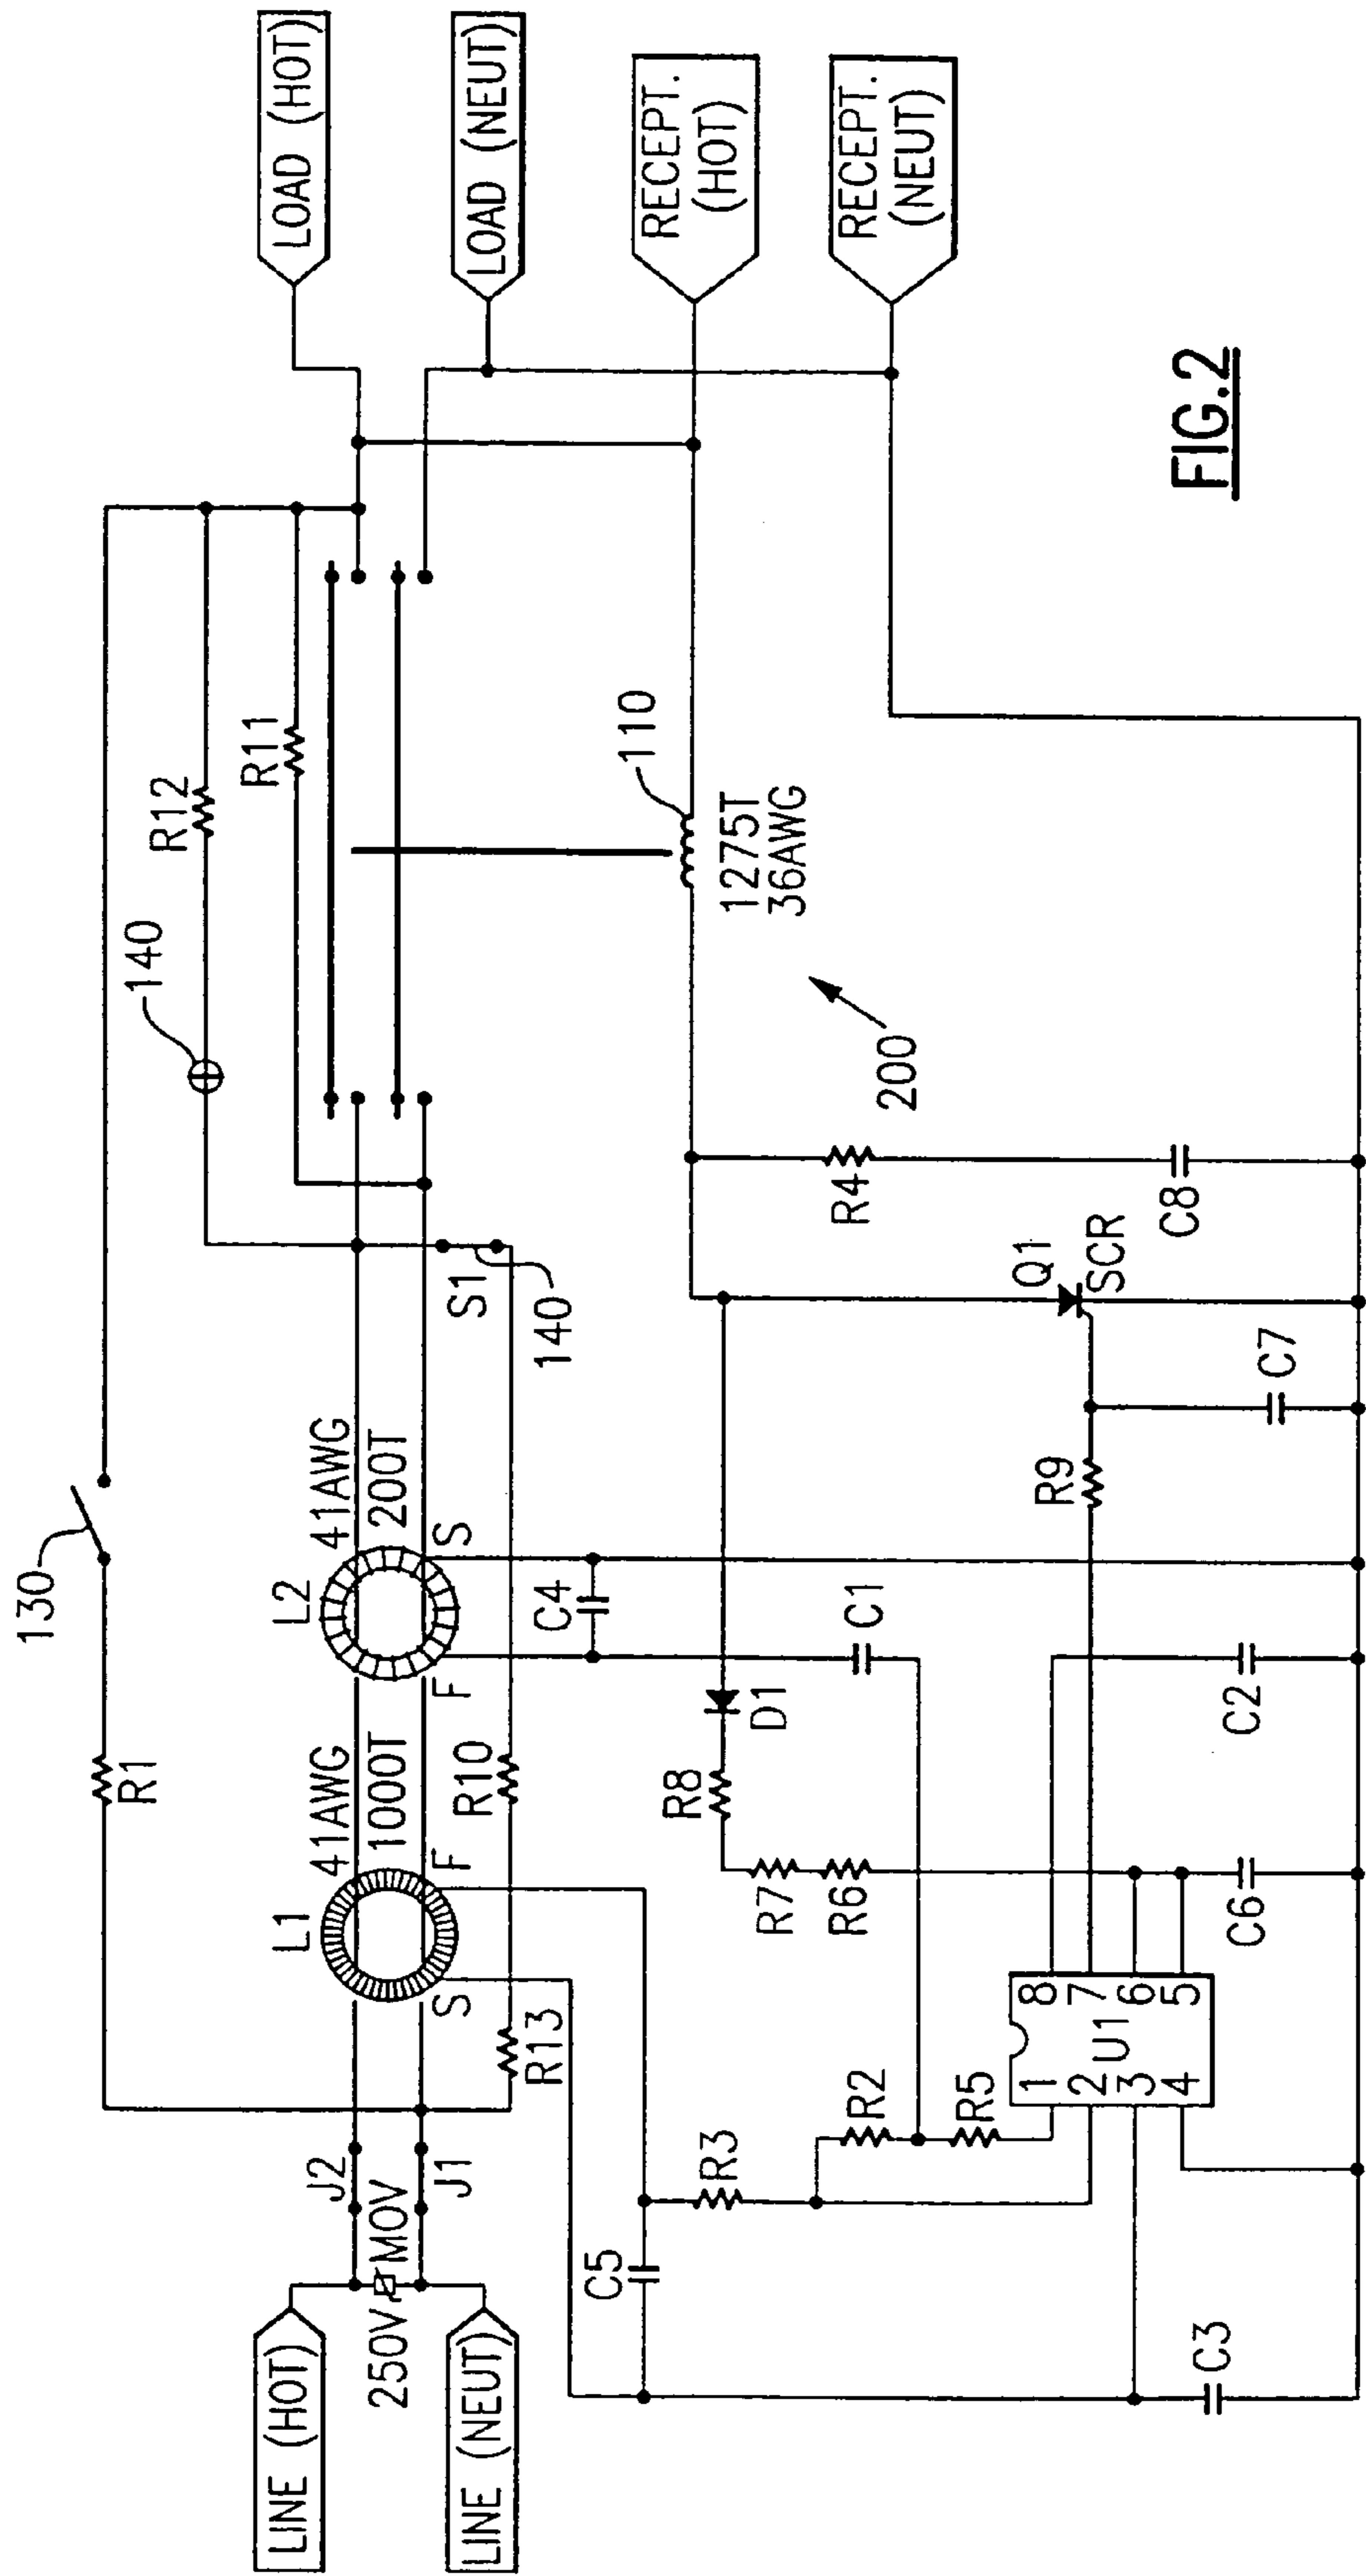 130
R1
R12
140
R11
LINE (HOT)
250V
MOV
LINE (NEUT)
J2
J1
L1
S
F
41AWG
1000T
L2
F
S
41AWG
200T
S1
140
LOAD (HOT)
LOAD (NEUT)
RECEPT.
(HOT)
RECEPT.
(NEUT)
R13
R10
C5
R3
R2
R5
C4
C1
R8
D1
R7
R6
110
1275T
36AWG
200
R4
C8
Q1
SCR
R9
C7
C3
1
2
3
4
U1
8
7
6
5
C6
C2
FIG.2